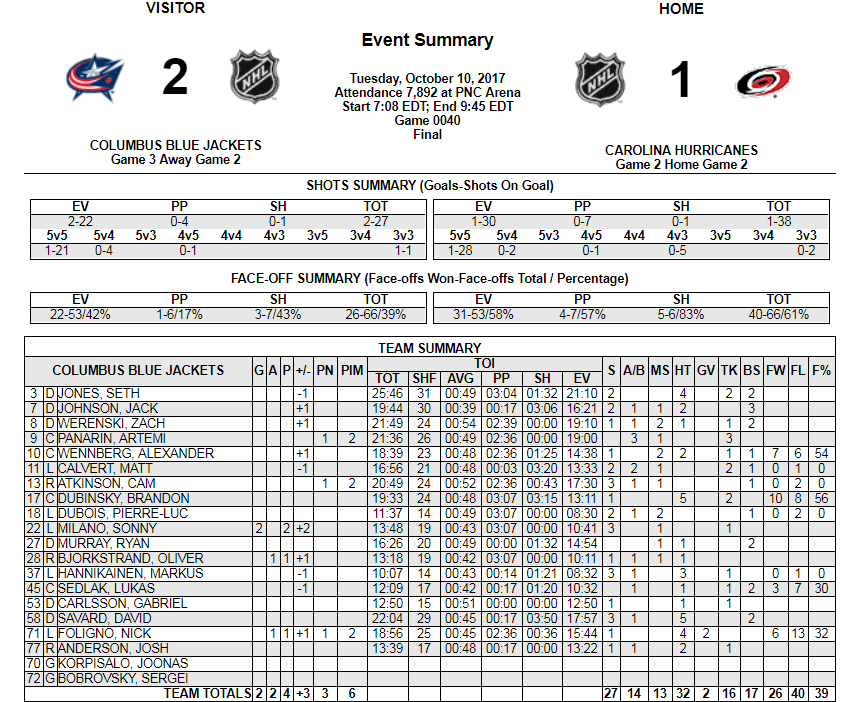 VISITOR
HOME
Event Summary
2
NHL
NHL
1
Tuesday, October 10, 2017
Attendance 7,892 at PNC Arena
Start 7:08 EDT; End 9:45 EDT
Game 0040
Final
COLUMBUS BLUE JACKETS
Game 3 Away Game 2
CAROLINA HURRICANES
Game 2 Home Game 2
SHOTS SUMMARY (Goals-Shots On Goal)
EV PP SH TOT EV PP SH TOT
2-22 0-4 0-1 2-27 1-30 0-7 0-1 1-38
5v5 5v4 5v3 4v5 4v4 4v3 3v5 3v4 3v3 5v5 5v4 5v3 4v5 4v4 4v3 3v5 3v4 3v3
1-21 0-4 0-1 1-1 1-28 0-2 0-1 0-5 0-2
FACE-OFF SUMMARY (Face-offs Won-Face-offs Total / Percentage)
EV PP SH TOT EV PP SH TOT
22-53/42% 1-6/17% 3-7/43% 26-66/39% 31-53/58% 4-7/57% 5-6/83% 40-66/61%
TEAM SUMMARY
COLUMBUS BLUE JACKETS G A P +/- PN PIM TOI S A/B MS HT GV TK BS FW FL F%
TOT SHF AVG PP SH EV
3 D JONES, SETH -1 25:46 31 00:49 03:04 01:32 21:10 2 4 2 2
7 D JOHNSON, JACK +1 19:44 30 00:39 00:17 03:06 16:21 2 1 1 2 3
8 D WERENSKI, ZACH +1 21:49 24 00:54 02:39 00:00 19:10 1 1 2 1 1 2
9 C PANARIN, ARTEMI 1 2 21:36 26 00:49 02:36 00:00 19:00 3 1 3
10 C WENNBERG, ALEXANDER +1 18:39 23 00:48 02:36 01:25 14:38 1 2 2 1 1 7 6 54
11 L CALVERT, MATT -1 16:56 21 00:48 00:03 03:20 13:33 2 2 1 2 1 0 1 0
13 R ATKINSON, CAM 1 2 20:49 24 00:52 02:36 00:43 17:30 3 1 1 1 0 2 0
17 C DUBINSKY, BRANDON 19:33 24 00:48 03:07 03:15 13:11 1 5 2 10 8 56
18 L DUBOIS, PIERRE-LUC 11:37 14 00:49 03:07 00:00 08:30 2 1 2 1 0 2 0
22 L MILANO, SONNY 2 2 +2 13:48 19 00:43 03:07 00:00 10:41 3 1 1
27 D MURRAY, RYAN 16:26 20 00:49 00:00 01:32 14:54 1 1 2
28 R BJORKSTRAND, OLIVER 1 1 +1 13:18 19 00:42 03:07 00:00 10:11 1 1 1 1
37 L HANNIKAINEN, MARKUS -1 10:07 14 00:43 00:14 01:21 08:32 3 1 3 1 0 1 0
45 C SEDLAK, LUKAS -1 12:09 17 00:42 00:17 01:20 10:32 1 1 1 2 3 7 30
53 D CARLSSON, GABRIEL 12:50 15 00:51 00:00 00:00 12:50 1 1 1
58 D SAVARD, DAVID 22:04 29 00:45 00:17 03:50 17:57 3 1 5 2
71 L FOLIGNO, NICK 1 1 +1 1 2 18:56 25 00:45 02:36 00:36 15:44 1 4 2 6 13 32
77 R ANDERSON, JOSH 13:39 17 00:48 00:17 00:00 13:22 1 1 2 1
70 G KORPISALO, JOONAS
72 G BOBROVSKY, SERGEI
TEAM TOTALS 2 2 4 +3 3 6 27 14 13 32 2 16 17 26 40 39